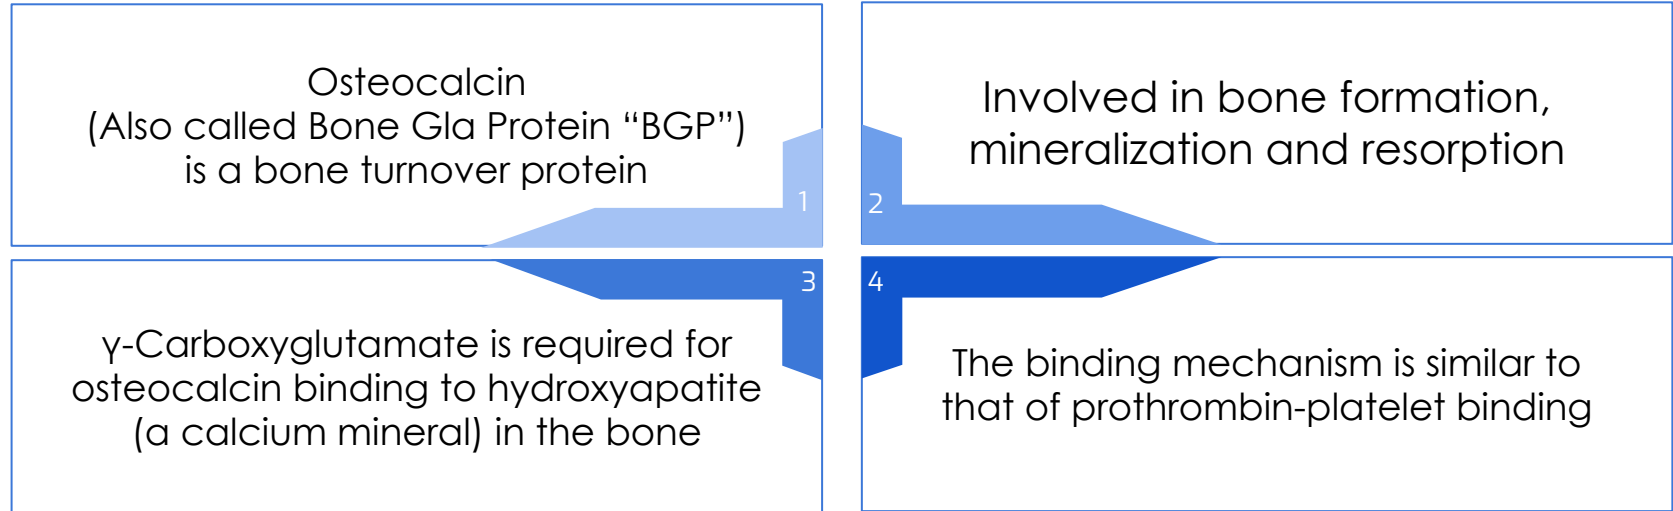 Osteocalcin
(Also called Bone Gla Protein “BGP”)
is a bone turnover protein
1
Involved in bone formation,
mineralization and resorption
2
3
γ-Carboxyglutamate is required for
osteocalcin binding to hydroxyapatite
(a calcium mineral) in the bone
4
The binding mechanism is similar to
that of prothrombin-platelet binding